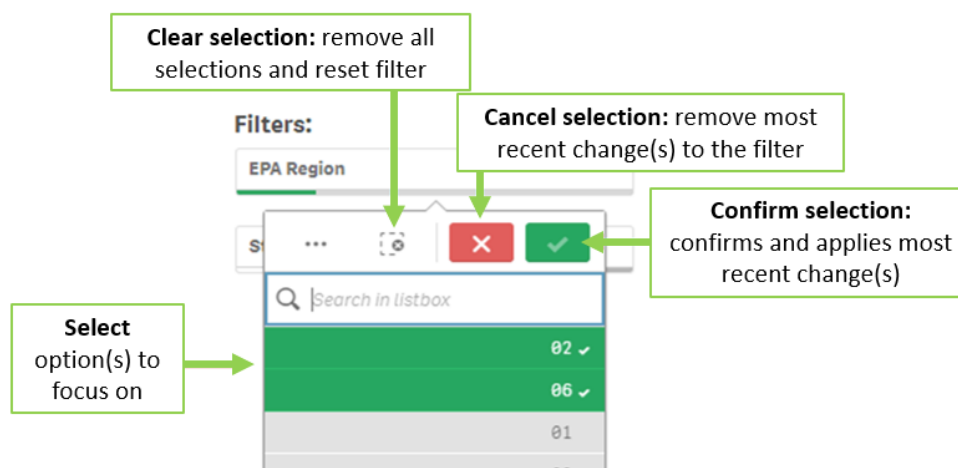 Clear selection: remove all
selections and reset filter
Cancel selection: remove most
recent change(s) to the filter
Filters:
EPA Region
Confirm selection:
confirms and applies most
recent change(s)
Search in listbox
Select
option(s) to
focus on
02
06
01